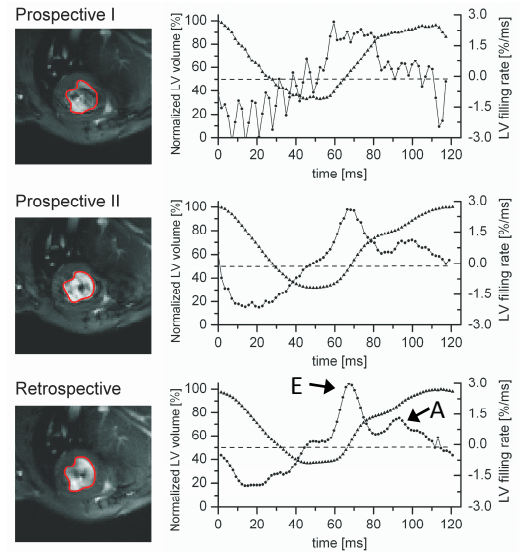 Prospective I
Normalized LV volume [%]
100
80
60
40
20
0
3.0
1.5
0.0
-1.5
-3.0
LV filling rate [%/ms]
0 20 40 60 80 100 120
time [ms]
Prospective II
Normalized LV volume [%]
100
80
60
40
20
0
3.0
1.5
0.0
-1.5
-3.0
LV filling rate [%/ms]
0 20 40 60 80 100 120
time [ms]
Retrospective
Normalized LV volume [%]
100
80
60
40
20
0
E
A
3.0
1.5
0.0
-1.5
-3.0
LV filling rate [%/ms]
0 20 40 60 80 100 120
time [ms]